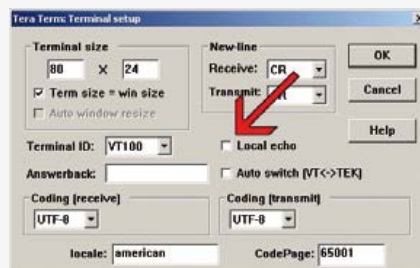 Tera Term: Terminal setup
Terminal size
80 X 24
Term size = win size
Auto window resize
New-line
Receive: CR
Transmit:
OK
Cancel
Help
Terminal ID: VT100
Local echo
Answerback:
Auto switch (VT<->TEK)
Coding (receive)
UTF-8
Coding (transmit)
UTF-8
locale: american
CodePage: 65001